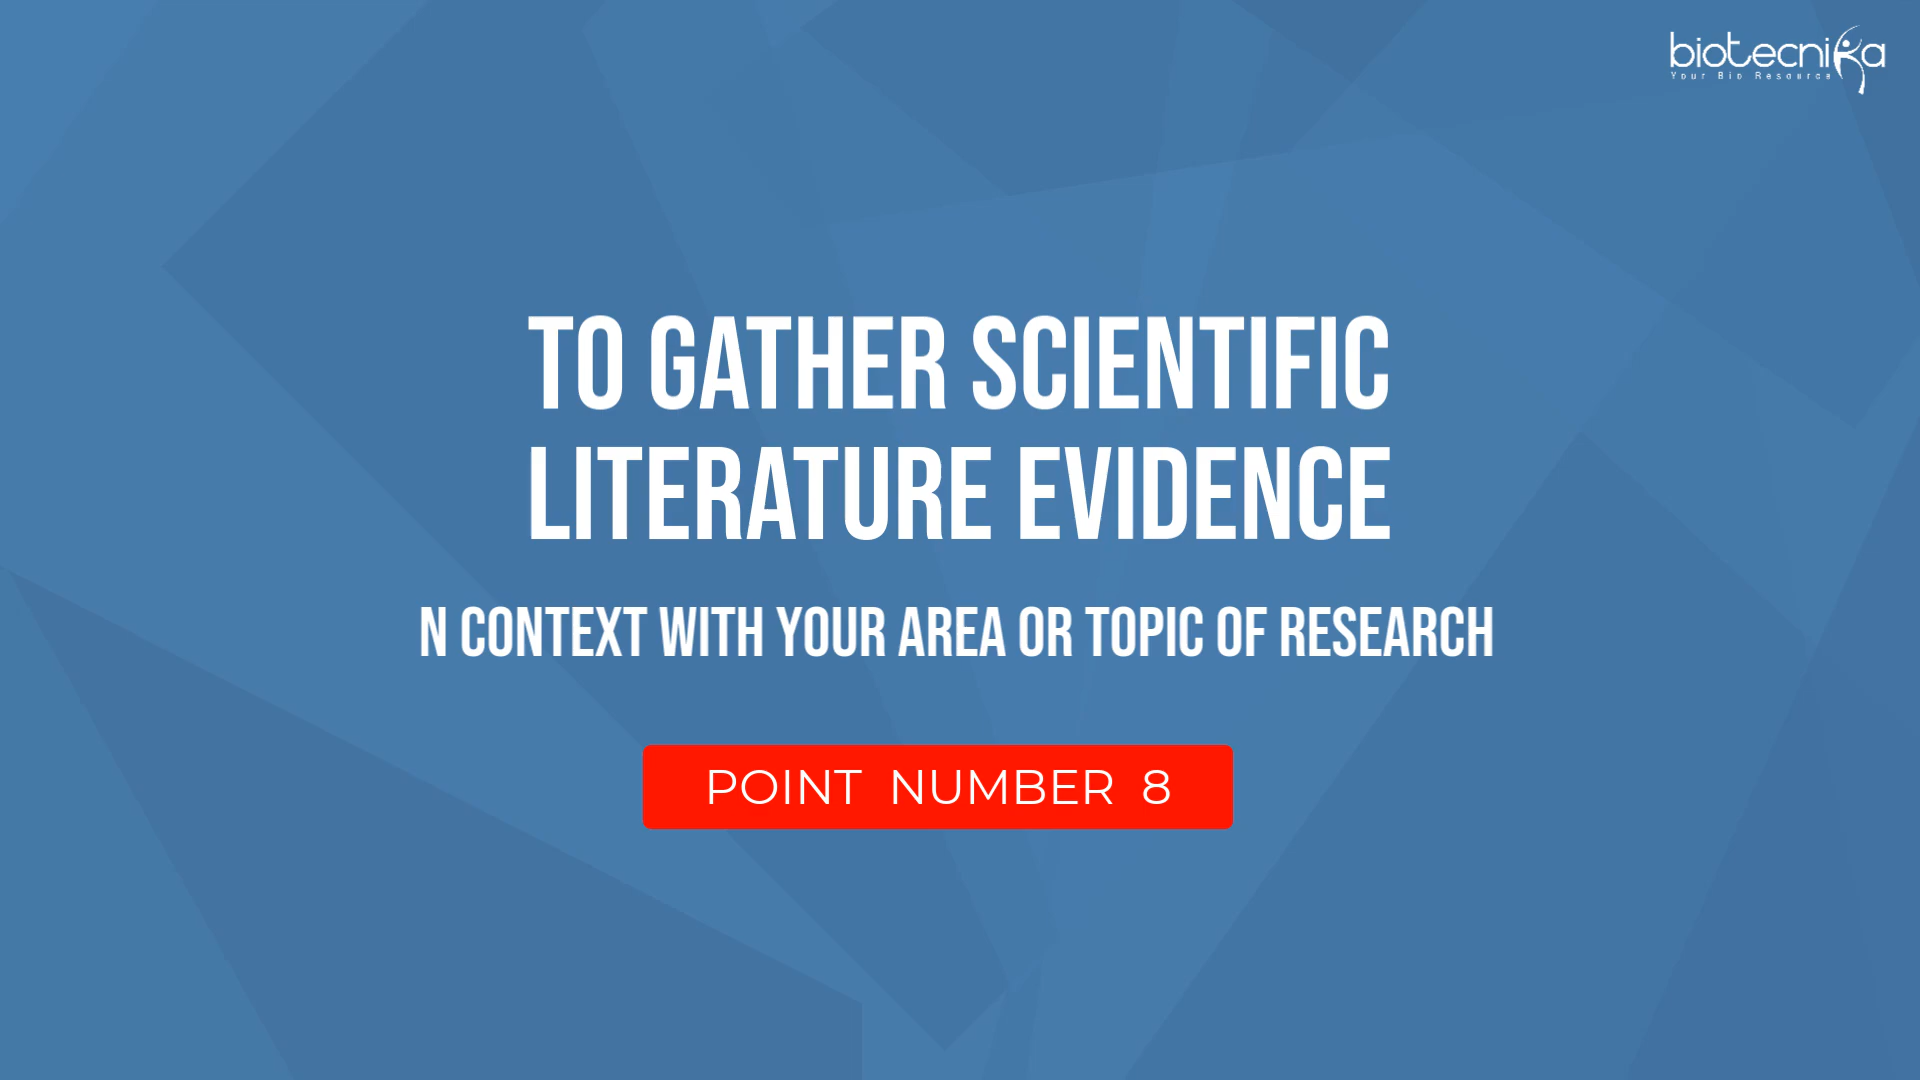 biotecnika
Your Bio Resource
TO GATHER SCIENTIFIC
LITERATURE EVIDENCE
N CONTEXT WITH YOUR AREA OR TOPIC OF RESEARCH
POINT NUMBER 8